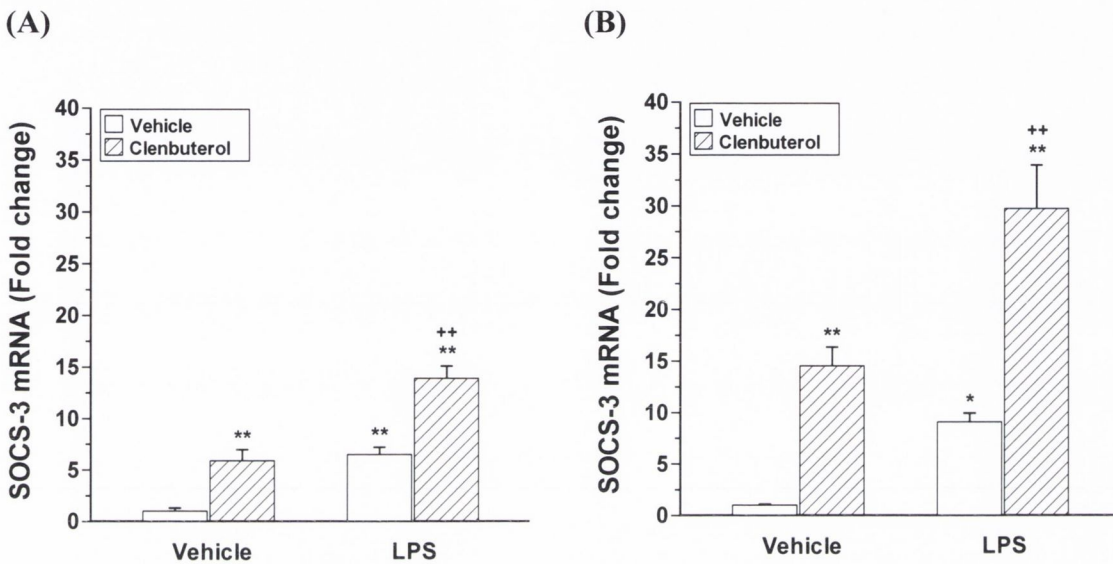 (A)
SOCS-3 mRNA (Fold change)
40
35
30
25
20
15
10
5
0
Vehicle
Clenbuterol
**
**
++
**
Vehicle
LPS
(B)
SOCS-3 mRNA (Fold change)
40
35
30
25
20
15
10
5
0
Vehicle
Clenbuterol
**
*
++
**
Vehicle
LPS